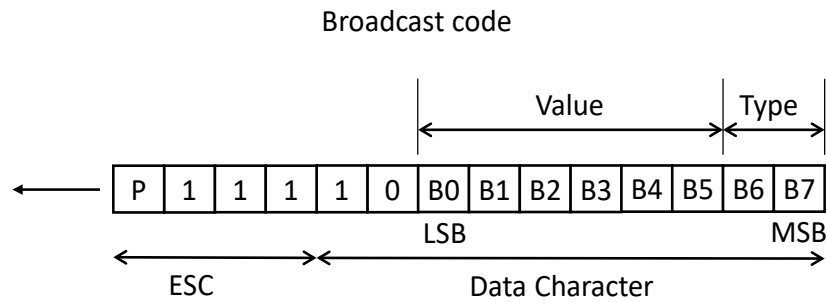 Broadcast code
Value Type
P 1 1 1 1 0 B0 B1 B2 B3 B4 B5 B6 B7
LSB MSB
ESC Data Character